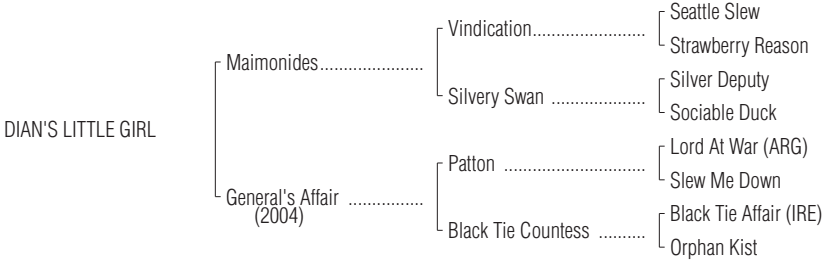 Seattle Slew
Vindication........................
Strawberry Reason
Maimonides......................
Silver Deputy
Silvery Swan ....................
Sociable Duck
DIAN'S LITTLE GIRL
Lord At War (ARG)
Patton ..............................
Slew Me Down
General's Affair ................
(2004)
Black Tie Affair (IRE)
Black Tie Countess ..........
Orphan Kist